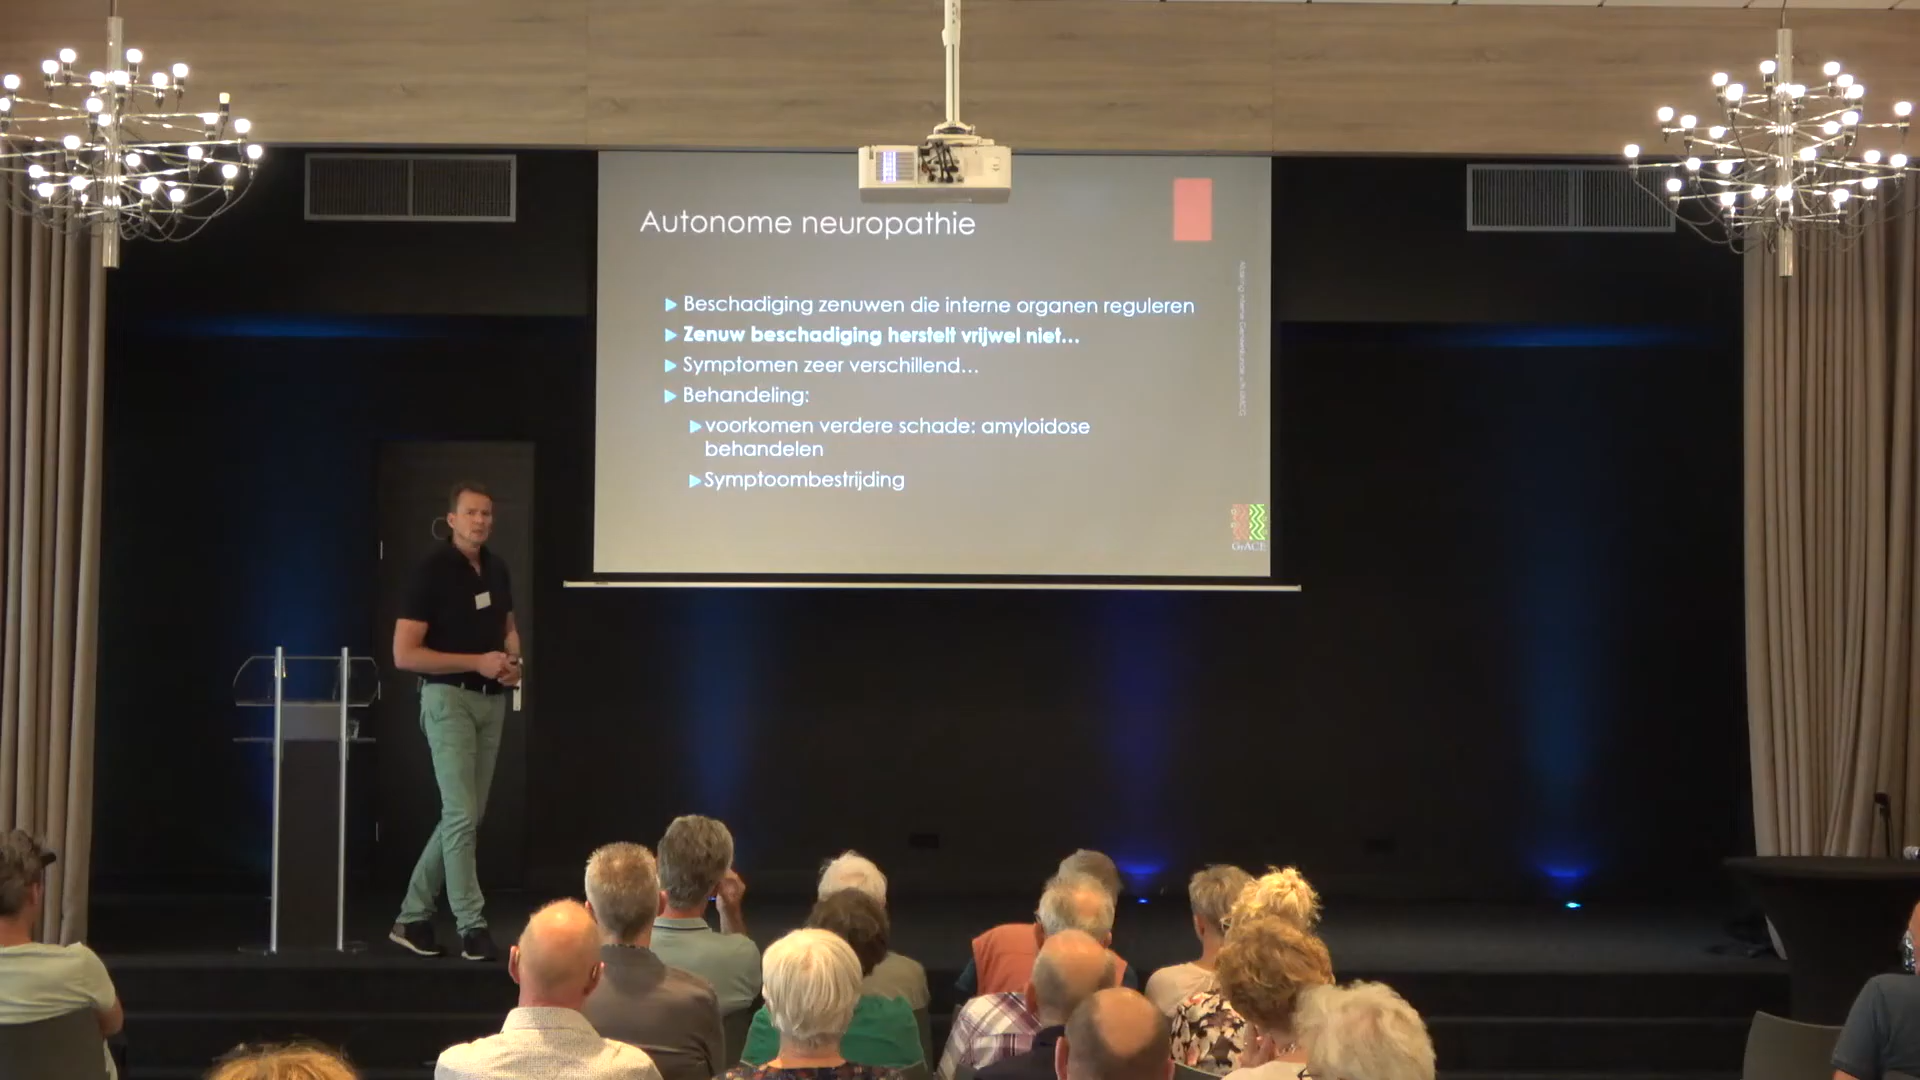 Autonome neuropathie
Beschadiging zenuwen die interne organen reguleren
Zenuw beschadiging herstelt vrijwel niet...
Symptomen zeer verschillend...
Behandeling:
voorkomen verdere schade: amyloidose
behandelen
Symptoombestrijding
GrACE